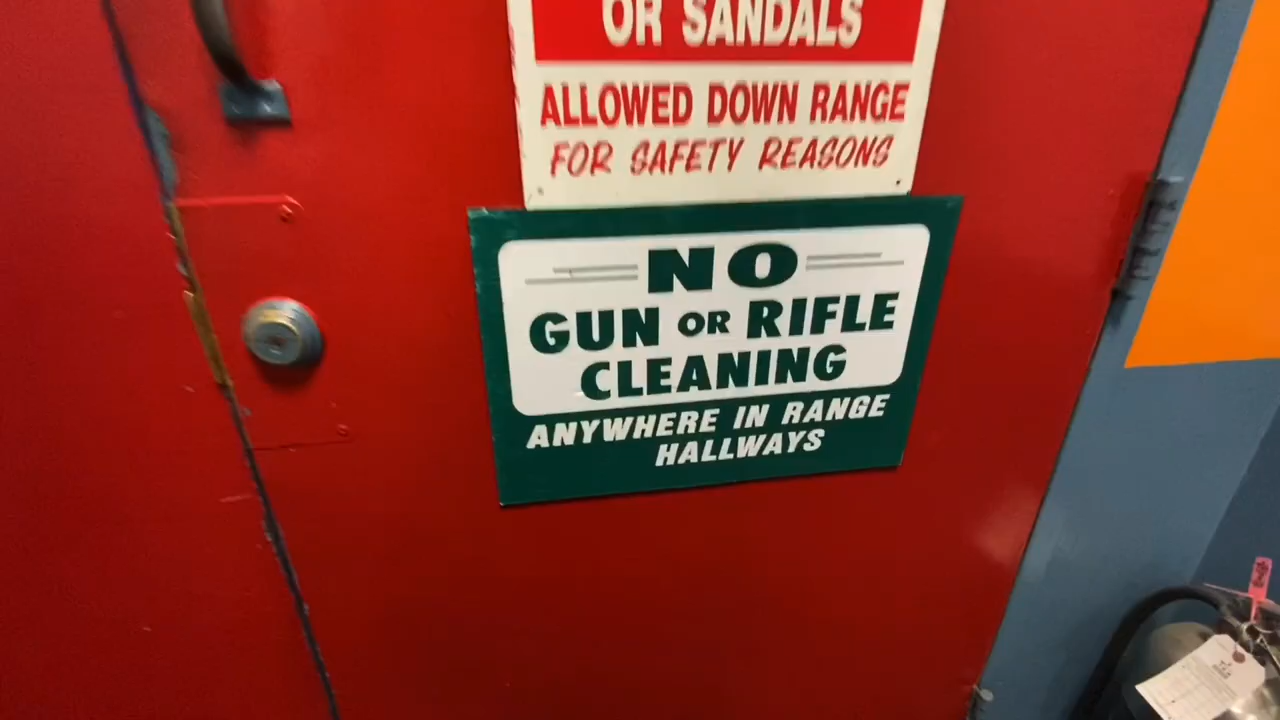 OR SANDALS
ALLOWED DOWN RANGE
FOR SAFETY REASONS
NO
GUN OR RIFLE
CLEANING
ANYWHERE IN RANGE
HALLWAYS